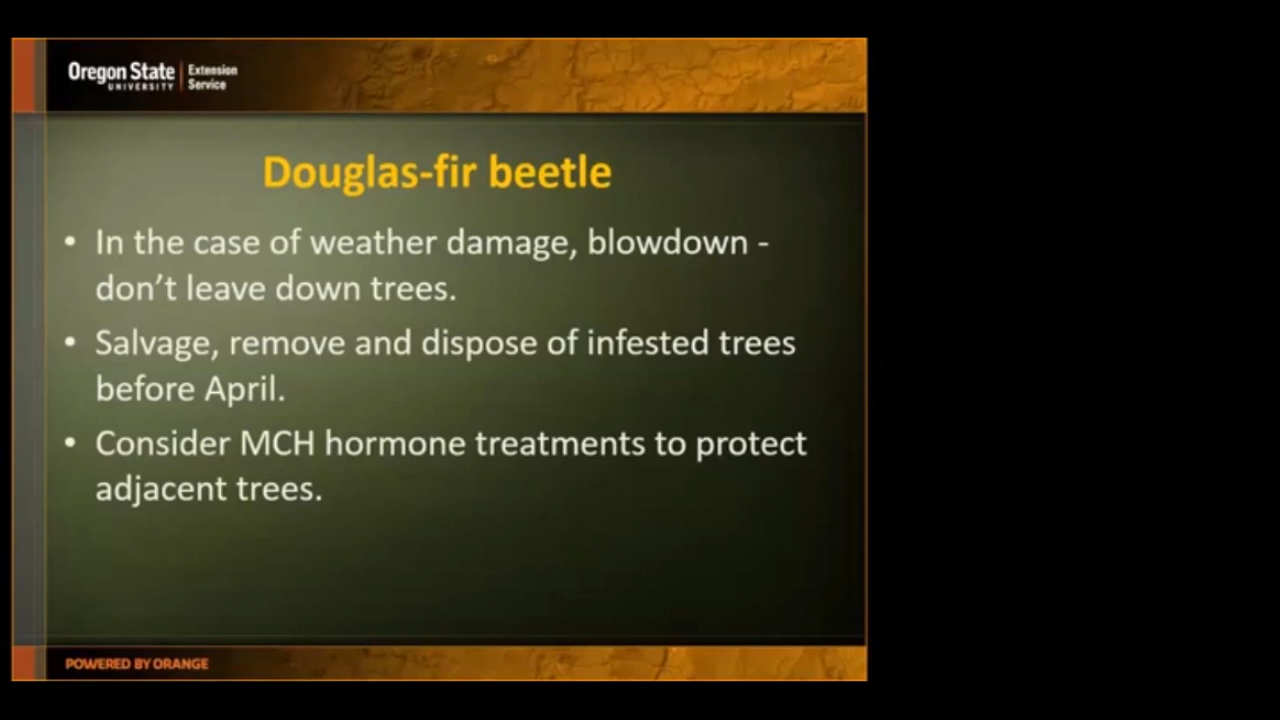 Oregon State
UNIVERSITY
Extension
Service
Douglas-fir beetle
• In the case of weather damage, blowdown -
don’t leave down trees.
• Salvage, remove and dispose of infested trees
before April.
• Consider MCH hormone treatments to protect
adjacent trees.
POWERED BY ORANGE